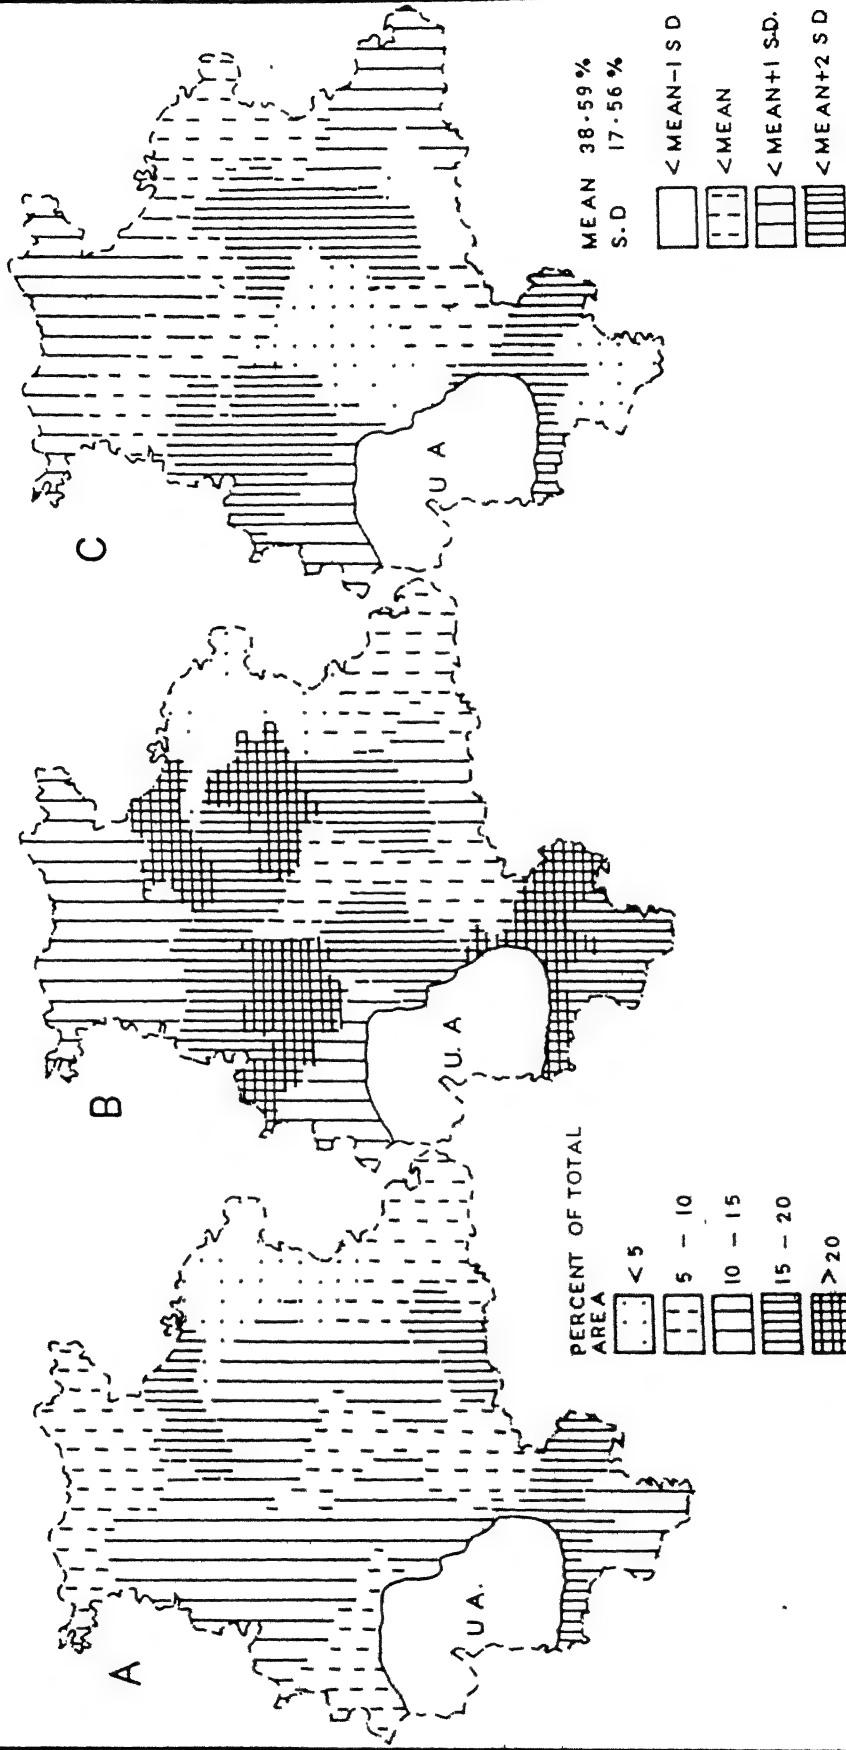 A
U A.
B
U. A
C
U A
PERCENT OF TOTAL
AREA
< 5
5 - 10
10 - 15
15 - 20
> 20
MEAN 38·59 %
S.D 17·56 %
< MEAN-1 S D
< MEAN
< MEAN+1 S.D.
< MEAN+2 S D